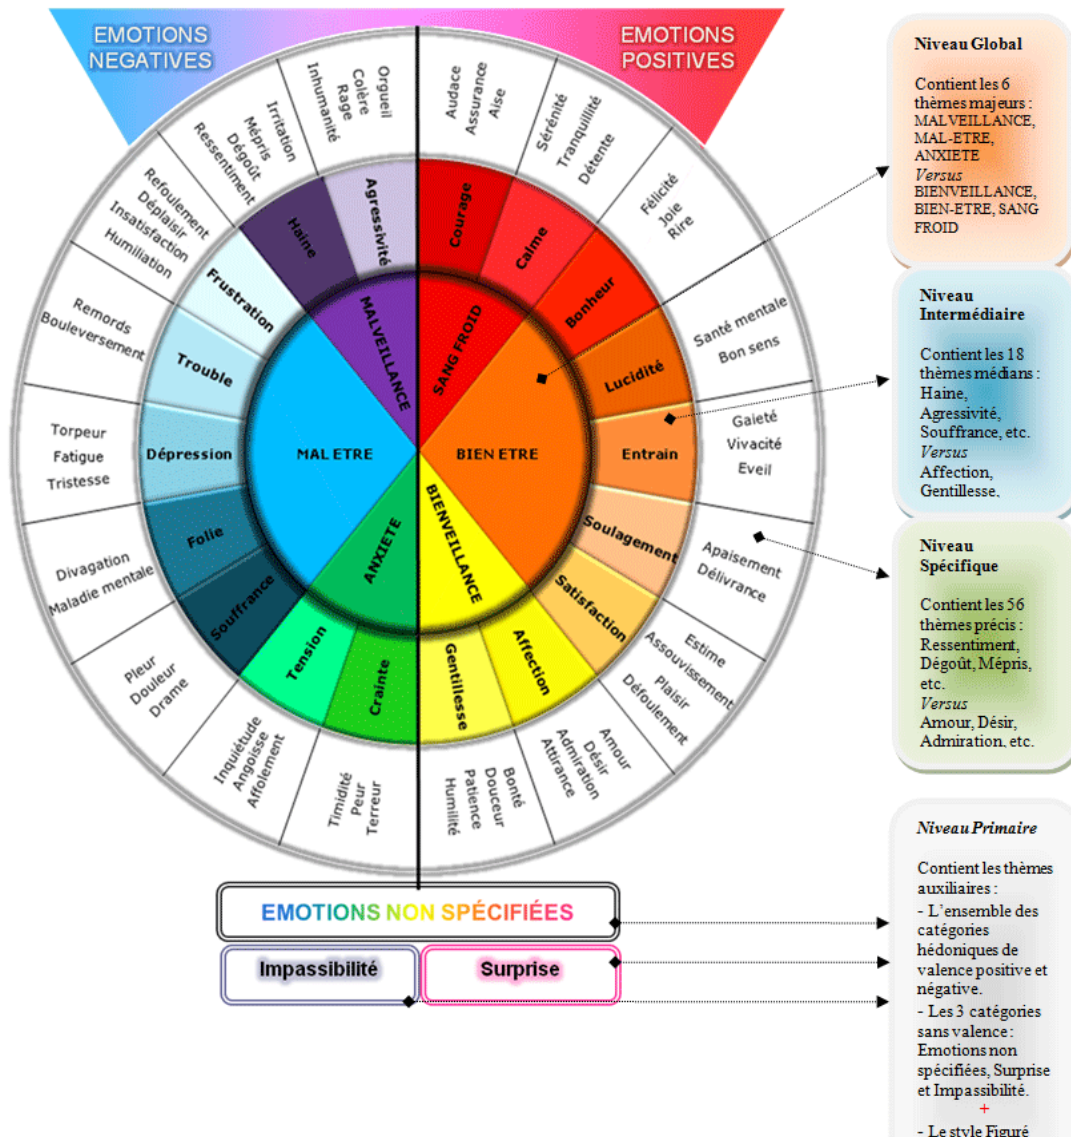 EMOTIONS
NEGATIVES
EMOTIONS
POSITIVES
Orgueil
Colère
Rage
Inhumanité
Irritation
Mépris
Dégoût
Ressentiment
Refoulement
Déplaisir
Insatisfaction
Humiliation
Remords
Bouleversement
Torpeur
Fatigue
Tristesse
Divagation
Maladie mentale
Pleur
Douleur
Drame
Inquiétude
Angoisse
Affolement
Timidité
Peur
Terreur
Audace
Assurance
Aise
Sérénité
Tranquillité
Détente
Félicité
Joie
Rire
Santé mentale
Bon sens
Gaieté
Vivacité
Eveil
Apaisement
Délivrance
Estime
Assouvissement
Plaisir
Défoulement
Amour
Désir
Admiration
Attirance
Bonté
Douceur
Patience
Humilité
Agressivité
Haine
Frustration
Trouble
Dépression
Folie
Souffrance
Tension
Crainte
Courage
Calme
Bonheur
Lucidité
Entrain
Soulagement
Satisfaction
Affection
Gentillesse
MALVEILLANCE
SANG FROID
MAL ETRE
BIEN ETRE
ANXIETE
BIENVEILLANCE
EMOTIONS NON SPÉCIFIÉES
Impassibilité
Surprise
Niveau Global
Contient les 6
thèmes majeurs :
MALVEILLANCE,
MAL-ETRE,
ANXIETE
Versus
BIENVEILLANCE,
BIEN-ETRE, SANG
FROID
Niveau
Intermédiaire
Contient les 18
thèmes médians :
Haine,
Agressivité,
Souffrance, etc.
Versus
Affection,
Gentillesse,
Niveau
Spécifique
Contient les 56
thèmes précis :
Ressentiment,
Dégoût, Mépris,
etc.
Versus
Amour, Désir,
Admiration, etc.
Niveau Primaire
Contient les thèmes
auxiliaires :
- L'ensemble des
catégories
hédoniques de
valence positive et
négative.
- Les 3 catégories
sans valence :
Emotions non
spécifiées, Surprise
et Impassibilité.
+
- Le style Figuré